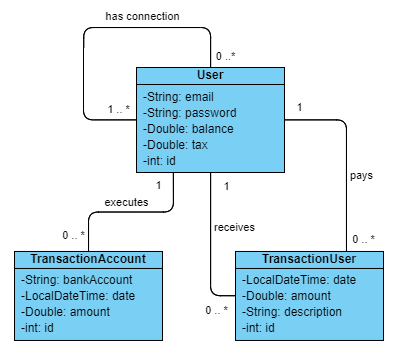 has connection
0 ..*
User
-String: email
-String: password
-Double: balance
-Double: tax
-int: id
1 .. *
1
1
1
executes
pays
receives
0 .. *
0 .. *
TransactionAccount
-String: bankAccount
-LocalDateTime: date
-Double: amount
-int: id
0 .. *
TransactionUser
-LocalDateTime: date
-Double: amount
-String: description
-int: id